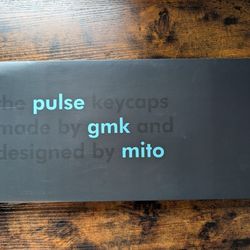 the pulse keycaps
made by gmk and
designed by mito